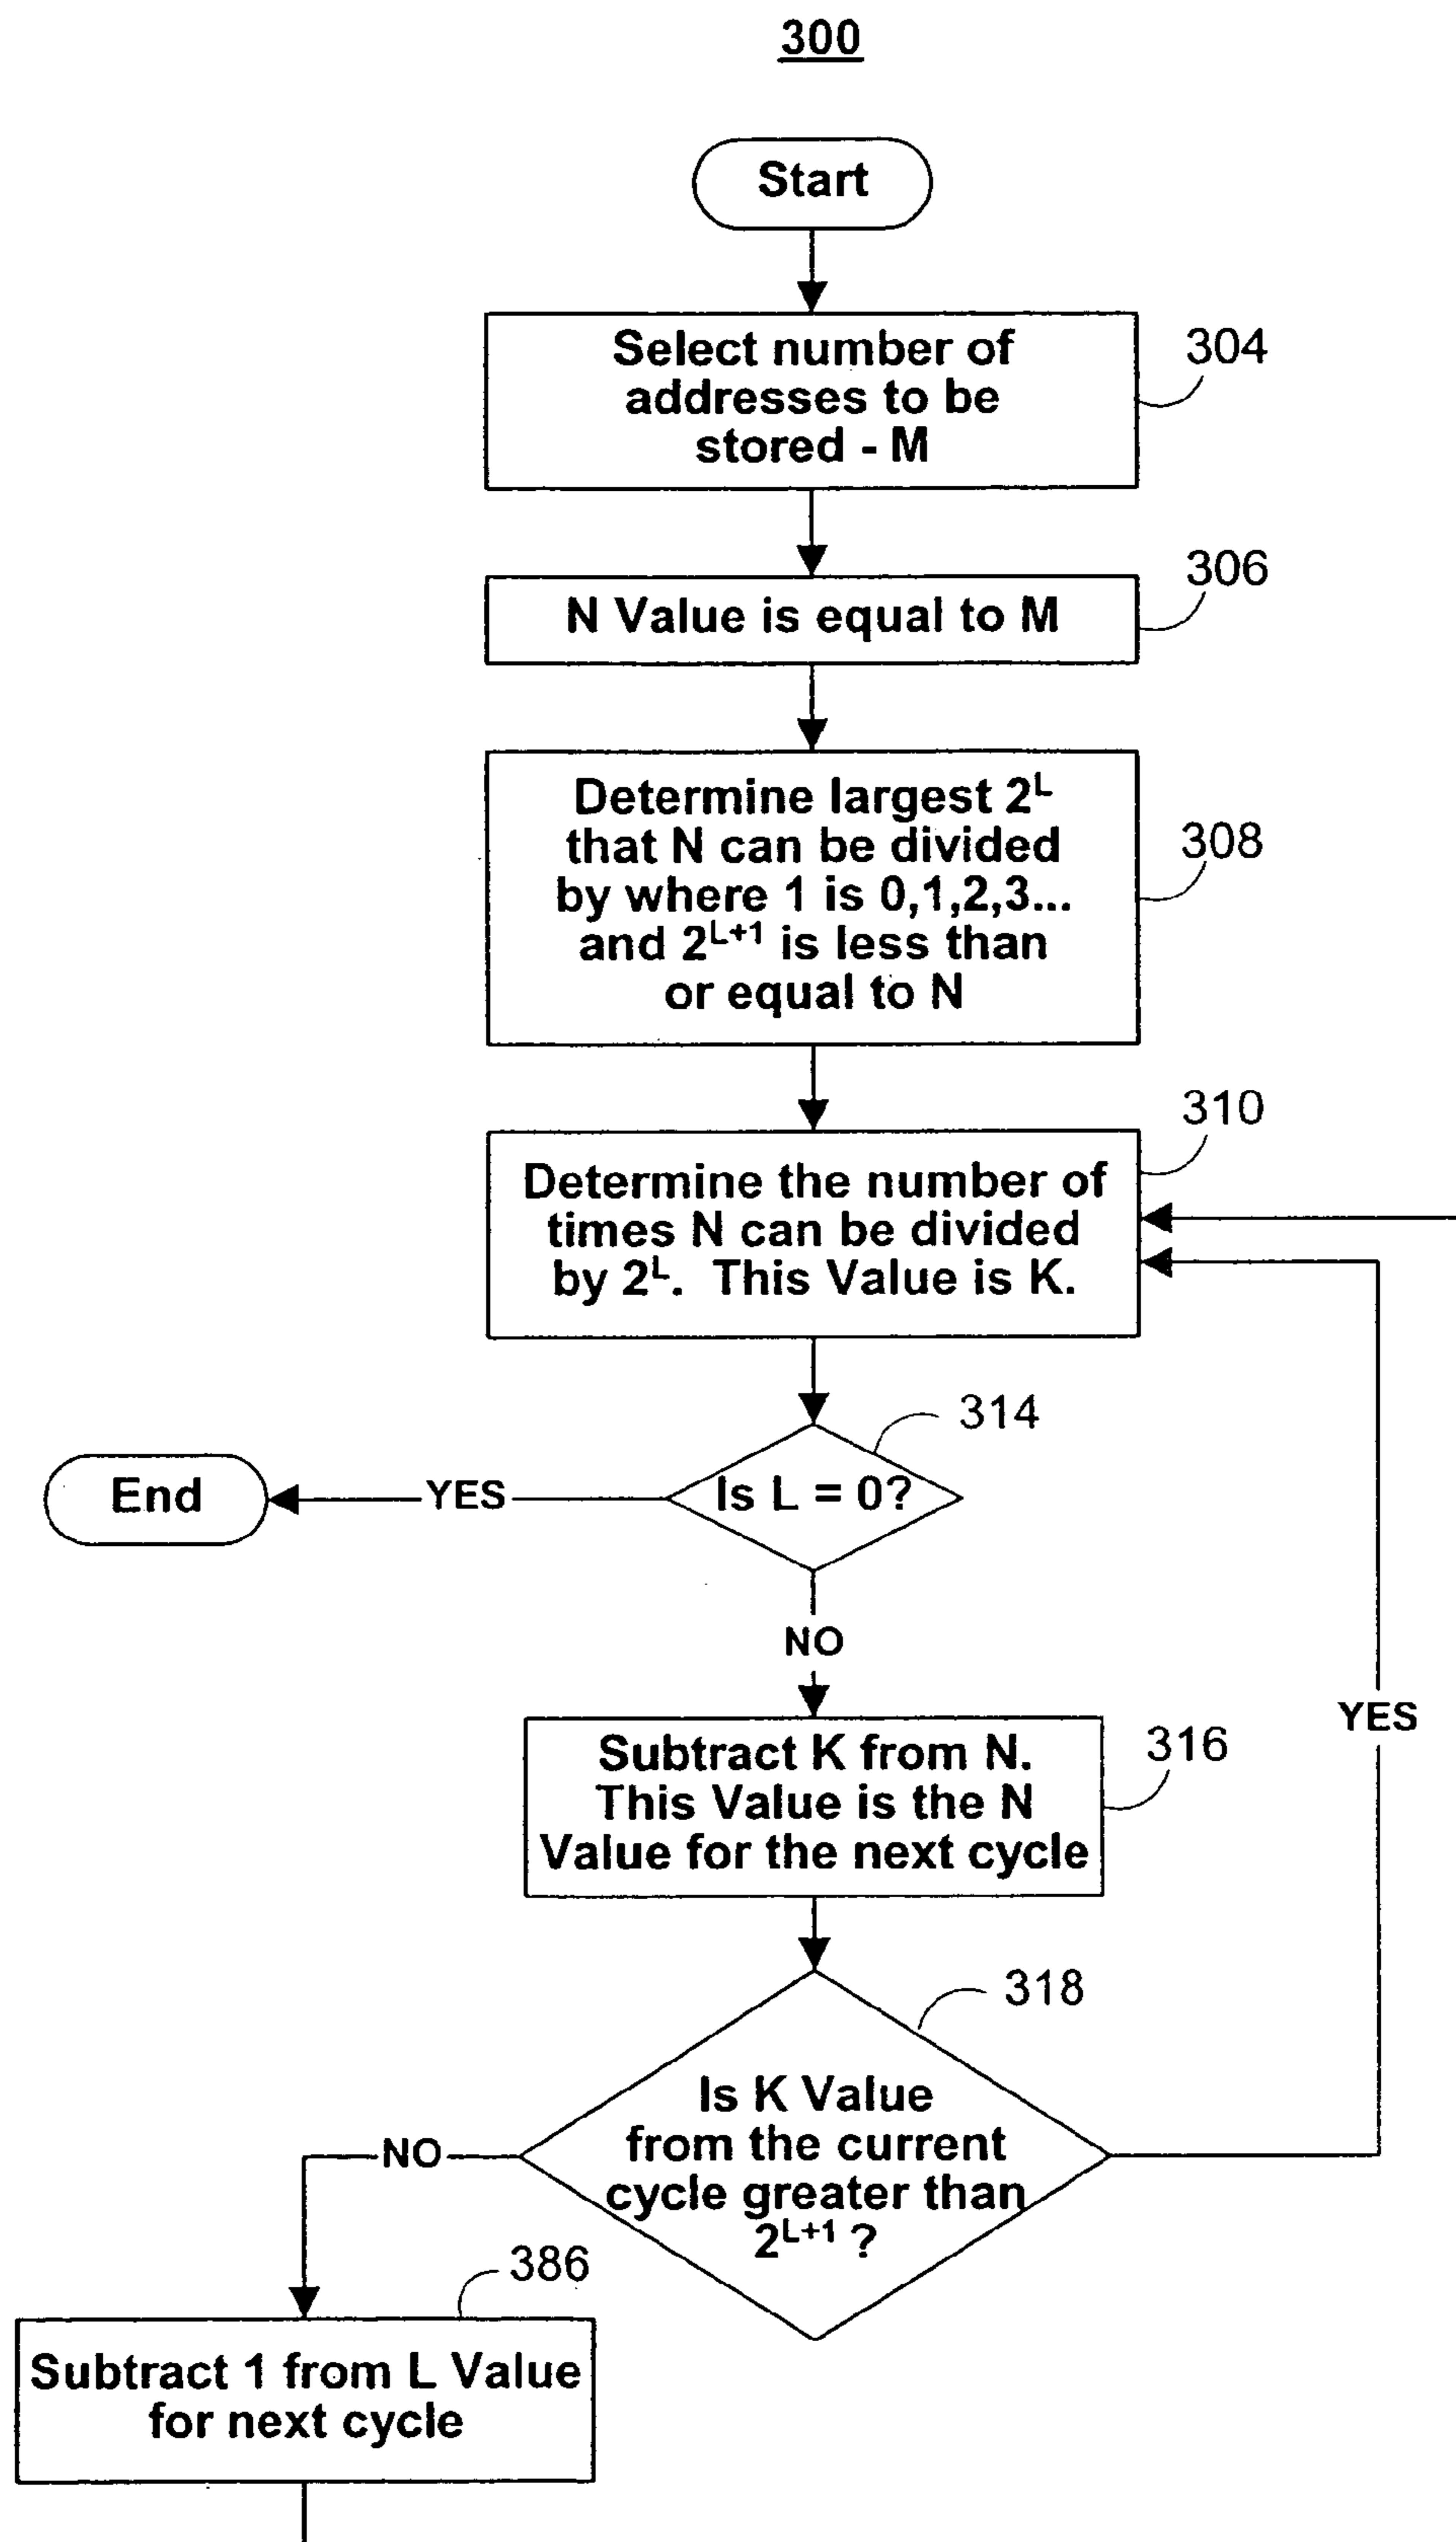 300
Start
Select number of
addresses to be
stored - M
304
N Value is equal to M
306
Determine largest 2^L
that N can be divided
by where 1 is 0,1,2,3...
and 2^L+1 is less than
or equal to N
308
Determine the number of
times N can be divided
by 2^L. This Value is K.
310
Is L = 0?
314
YES
End
NO
Subtract K from N.
This Value is the N
Value for the next cycle
316
YES
Is K Value
from the current
cycle greater than
2^L+1 ?
318
NO
Subtract 1 from L Value
for next cycle
386